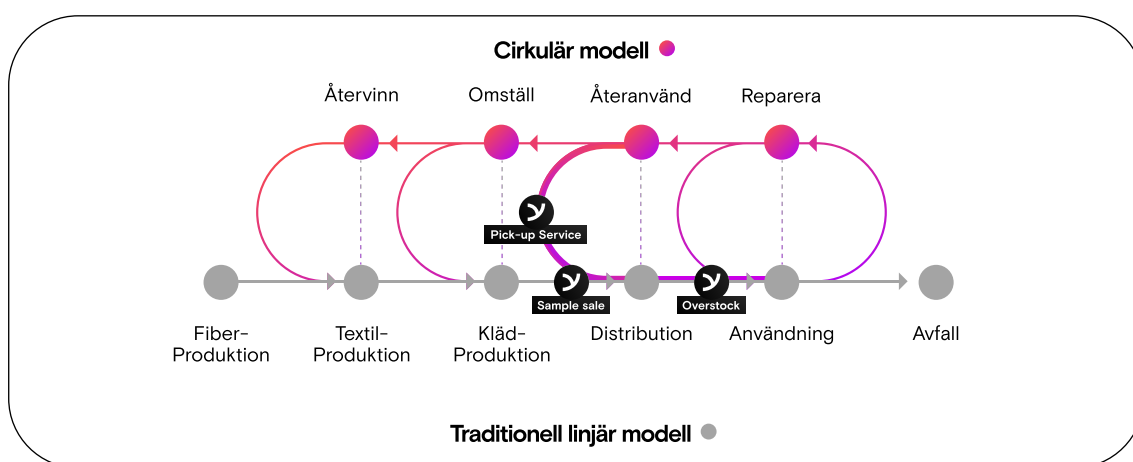 Cirkulär modell
Återvinn
Omställ
Återanvänd
Reparera
Pick-up Service
Sample sale
Overstock
Fiber-
Produktion
Textil-
Produktion
Kläd-
Produktion
Distribution
Användning
Avfall
Traditionell linjär modell